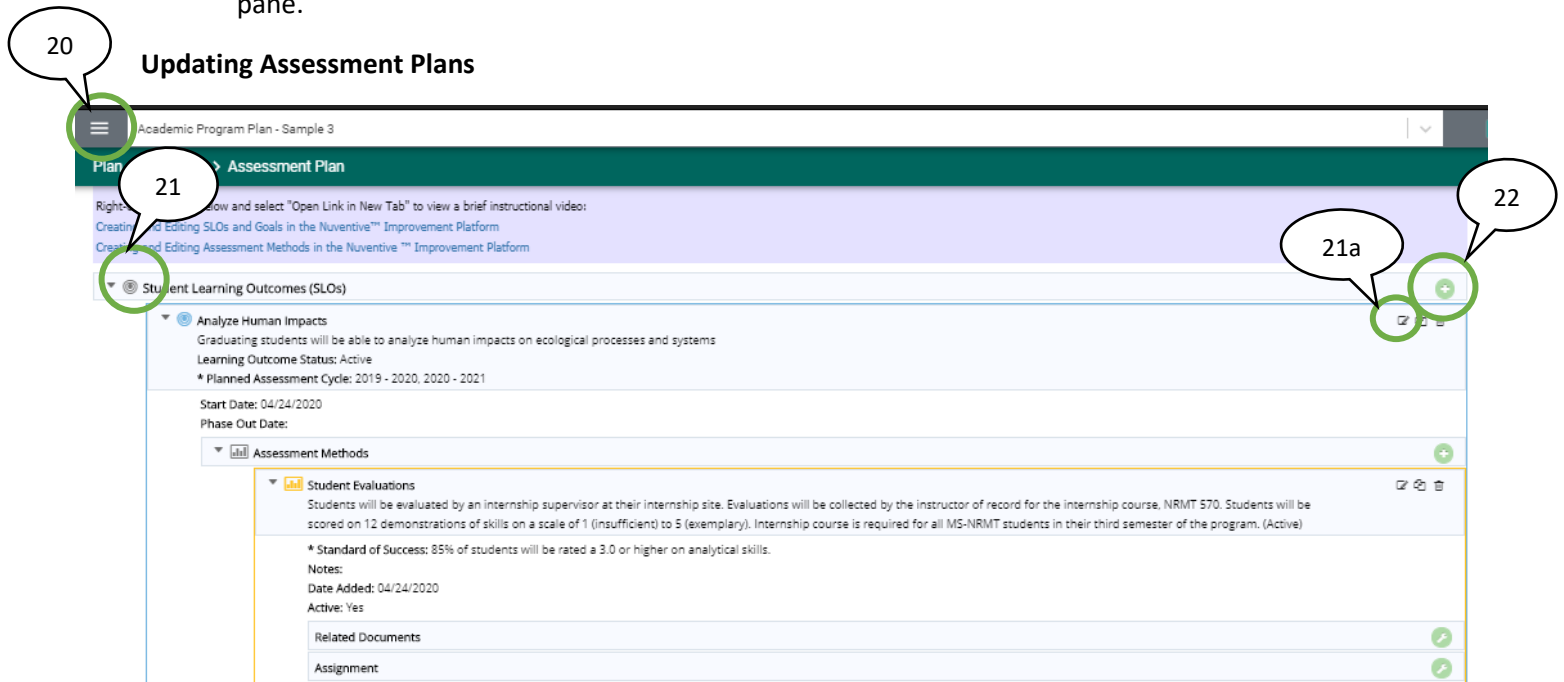 pane.
20
Updating Assessment Plans
Academic Program Plan - Sample 3
Plan > Assessment Plan
21
22
Right- low and select "Open Link in New Tab" to view a brief instructional video:
Creating and Editing SLOs and Goals in the Nuventive™ Improvement Platform
Creating and Editing Assessment Methods in the Nuventive ™ Improvement Platform
21a
Student Learning Outcomes (SLOs)
Analyze Human Impacts
Graduating students will be able to analyze human impacts on ecological processes and systems
Learning Outcome Status: Active
* Planned Assessment Cycle: 2019 - 2020, 2020 - 2021
Start Date: 04/24/2020
Phase Out Date:
Assessment Methods
Student Evaluations
Students will be evaluated by an internship supervisor at their internship site. Evaluations will be collected by the instructor of record for the internship course, NRMT 570. Students will be
scored on 12 demonstrations of skills on a scale of 1 (insufficient) to 5 (exemplary). Internship course is required for all MS-NRMT students in their third semester of the program. (Active)
* Standard of Success: 85% of students will be rated a 3.0 or higher on analytical skills.
Notes:
Date Added: 04/24/2020
Active: Yes
Related Documents
Assignment